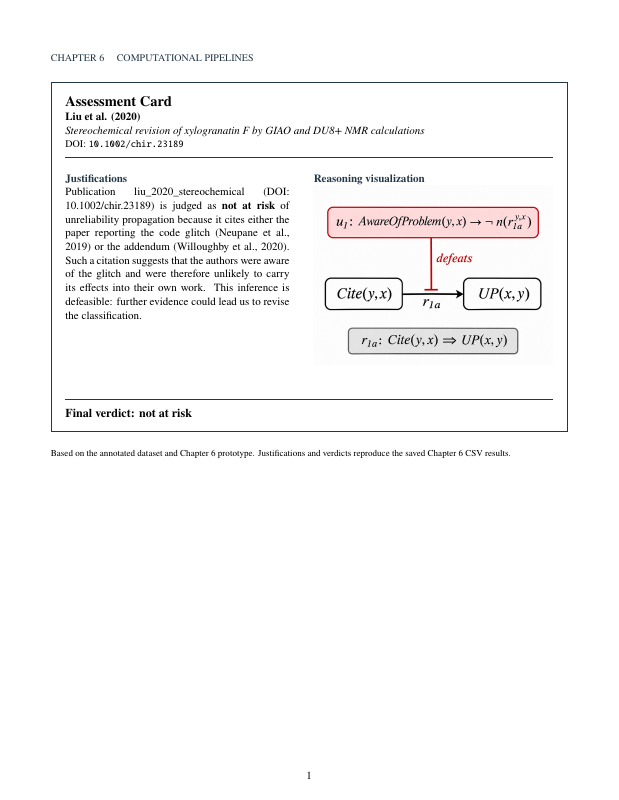 CHAPTER 6 COMPUTATIONAL PIPELINES
Assessment Card
Liu et al. (2020)
Stereochemical revision of xylogranatin F by GIAO and DU8+ NMR calculations
DOI: 10.1002/chir.23189
Justifications
Publication liu_2020_stereochemical (DOI:
10.1002/chir.23189) is judged as not at risk of
unreliability propagation because it cites either the
paper reporting the code glitch (Neupane et al.,
2019) or the addendum (Willoughby et al., 2020).
Such a citation suggests that the authors were aware
of the glitch and were therefore unlikely to carry
its effects into their own work. This inference is
defeasible: further evidence could lead us to revise
the classification.
Reasoning visualization
u₁: AwareOfProblem(y,x) → ¬ n(r_{1a}^{y,x})
defeats
Cite(y,x)
r_{1a}
UP(x,y)
r_{1a}: Cite(y,x) ⇒ UP(x,y)
Final verdict: not at risk
Based on the annotated dataset and Chapter 6 prototype. Justifications and verdicts reproduce the saved Chapter 6 CSV results.
1